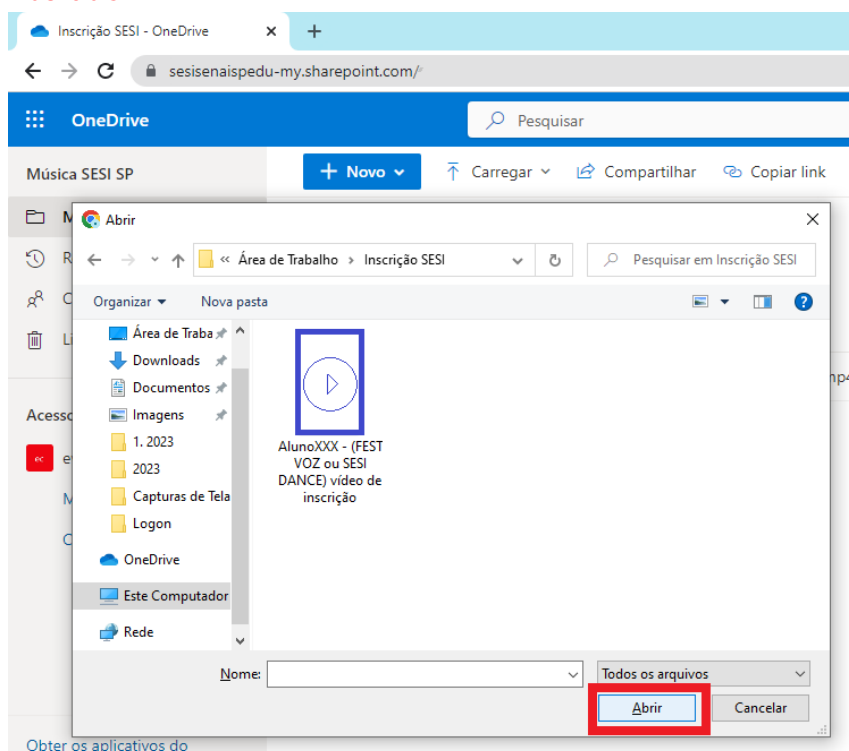 Inscrição SESI - OneDrive
sesisenaispedu-my.sharepoint.com/
OneDrive
Pesquisar
Música SESI SP
Novo
Carregar
Compartilhar
Copiar link
M
Abrir
R
« Área de Trabalho › Inscrição SESI
Pesquisar em Inscrição SESI
C
Organizar
Nova pasta
Li
Área de Traba
Downloads
Documentos
Imagens
1. 2023
2023
Capturas de Tela
Logon
OneDrive
Este Computador
Rede
AlunoXXX - (FEST
VOZ ou SESI
DANCE) vídeo de
inscrição
Acesso
ec
M
Nome:
Todos os arquivos
Abrir
Cancelar
Obter os aplicativos do